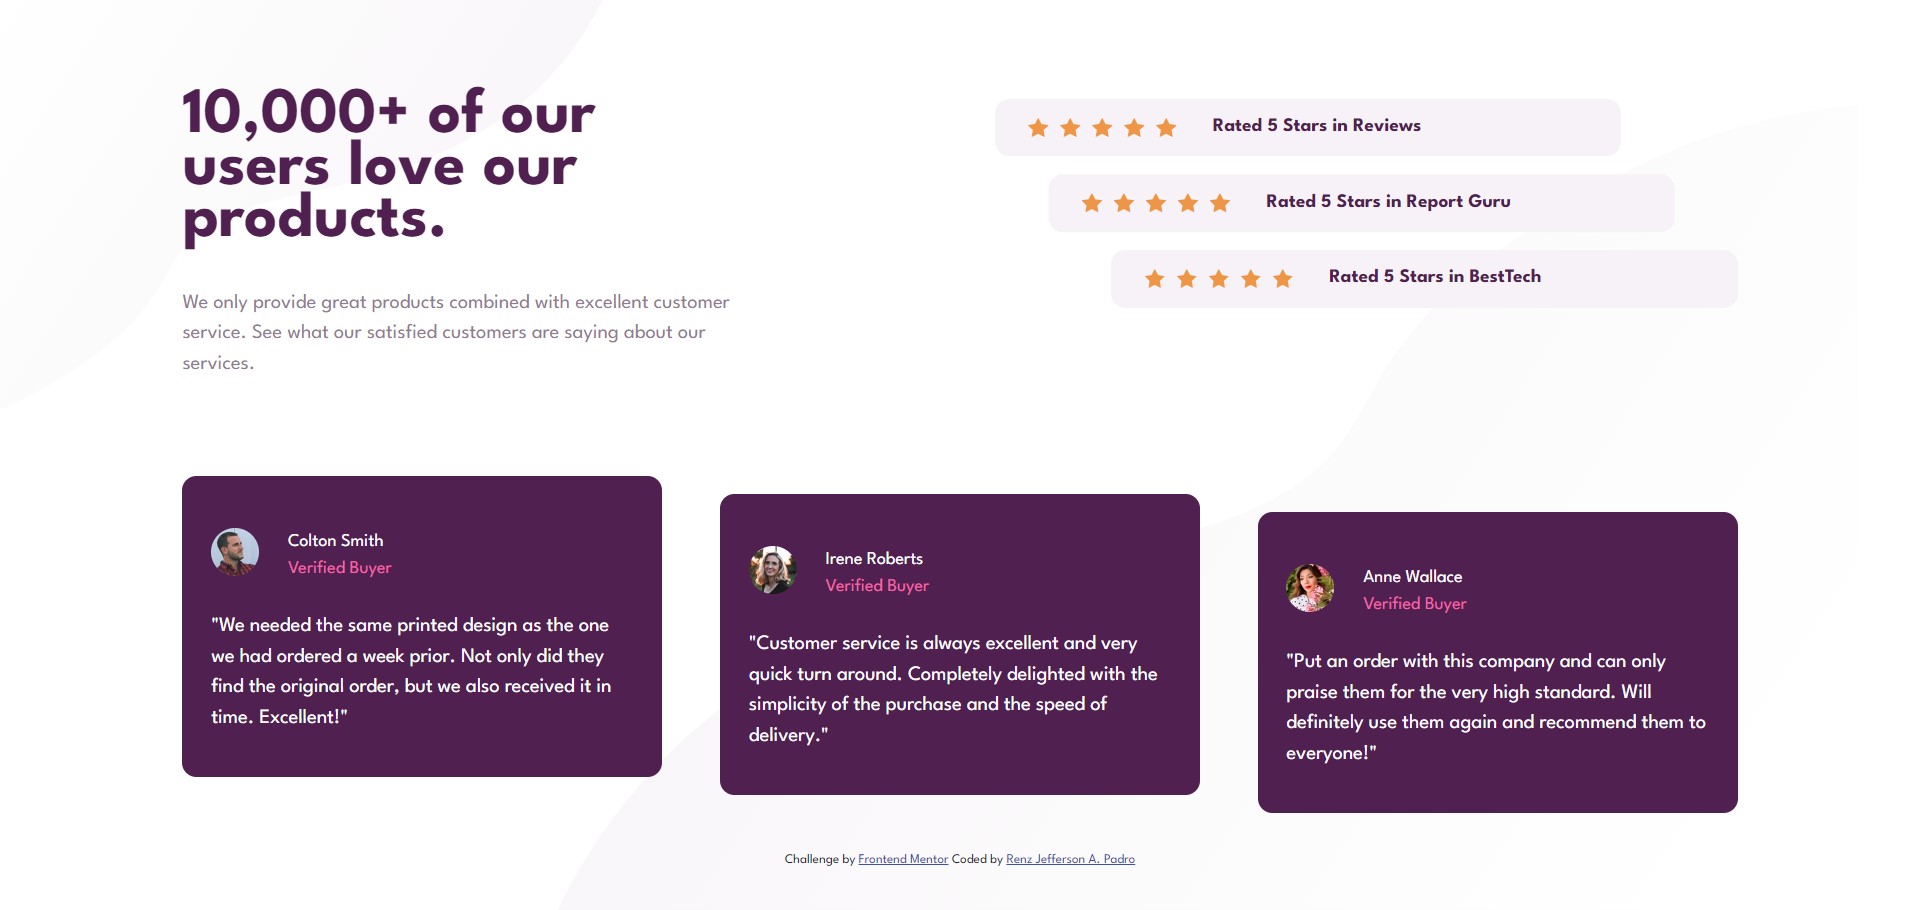 10,000+ of our
users love our
products.
We only provide great products combined with excellent customer
service. See what our satisfied customers are saying about our
services.
Rated 5 Stars in Reviews
Rated 5 Stars in Report Guru
Rated 5 Stars in BestTech
Colton Smith
Verified Buyer
"We needed the same printed design as the one
we had ordered a week prior. Not only did they
find the original order, but we also received it in
time. Excellent!"
Irene Roberts
Verified Buyer
"Customer service is always excellent and very
quick turn around. Completely delighted with the
simplicity of the purchase and the speed of
delivery."
Anne Wallace
Verified Buyer
"Put an order with this company and can only
praise them for the very high standard. Will
definitely use them again and recommend them to
everyone!"
Challenge by Frontend Mentor Coded by Renz Jefferson A. Padro